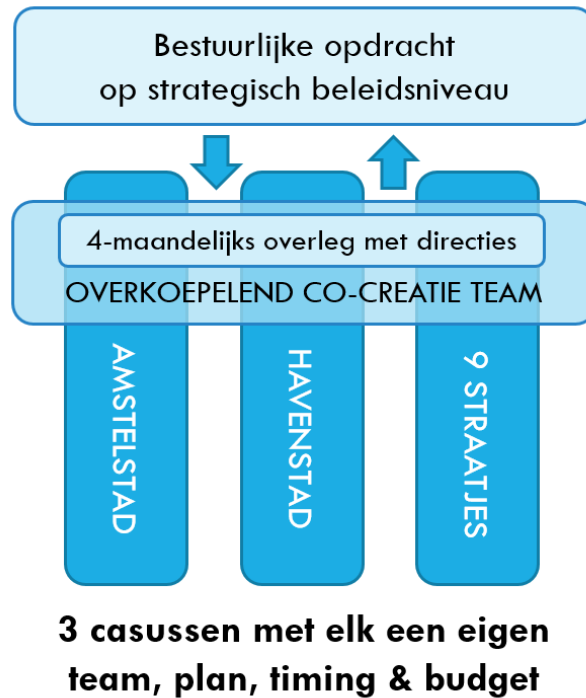 Bestuurlijke opdracht
op strategisch beleidsniveau
4-maandelijks overleg met directies
OVERKOEPELEND CO-CREATIE TEAM
AMSTELSTAD
HAVENSTAD
9 STRAATJES
3 casussen met elk een eigen
team, plan, timing & budget